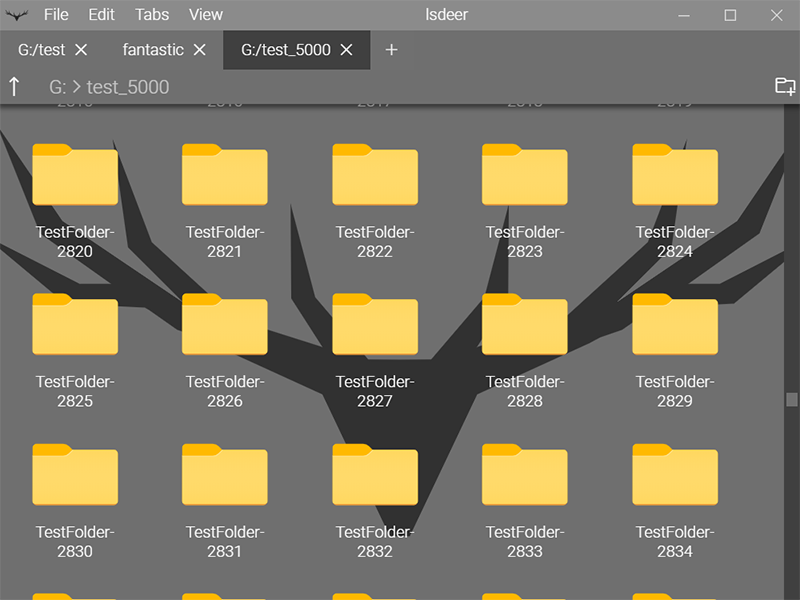 File Edit Tabs View lsdeer
G:/test fantastic G:/test_5000
G: test_5000
TestFolder-2820 TestFolder-2821 TestFolder-2822 TestFolder-2823 TestFolder-2824
TestFolder-2825 TestFolder-2826 TestFolder-2827 TestFolder-2828 TestFolder-2829
TestFolder-2830 TestFolder-2831 TestFolder-2832 TestFolder-2833 TestFolder-2834